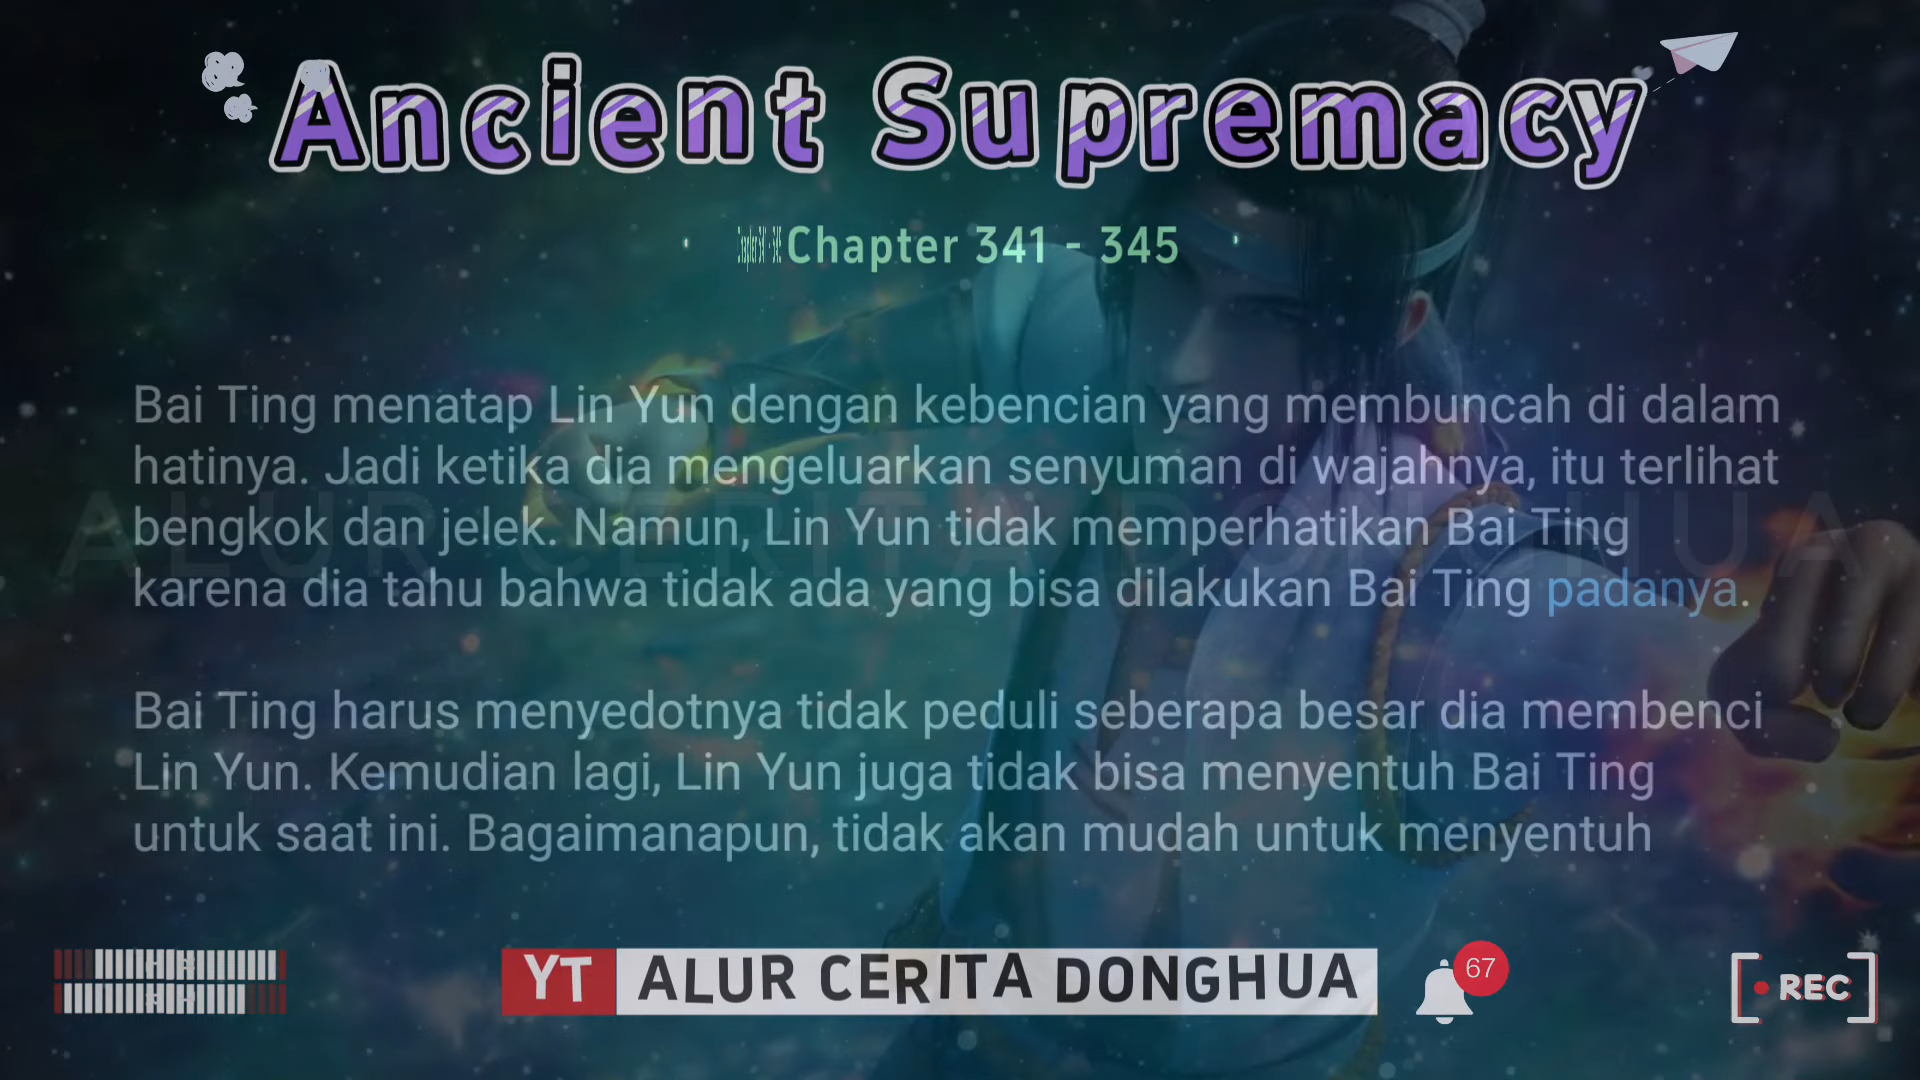 Ancient Supremacy
Chapter 341 - 345
Bai Ting menatap Lin Yun dengan kebencian yang membuncah di dalam
hatinya. Jadi ketika dia mengeluarkan senyuman di wajahnya, itu terlihat
bengkok dan jelek. Namun, Lin Yun tidak memperhatikan Bai Ting
karena dia tahu bahwa tidak ada yang bisa dilakukan Bai Ting padanya.
ALUR CERITA DONGHUA
Bai Ting harus menyedotnya tidak peduli seberapa besar dia membenci
Lin Yun. Kemudian lagi, Lin Yun juga tidak bisa menyentuh Bai Ting
untuk saat ini. Bagaimanapun, tidak akan mudah untuk menyentuh
YT ALUR CERITA DONGHUA
67
REC